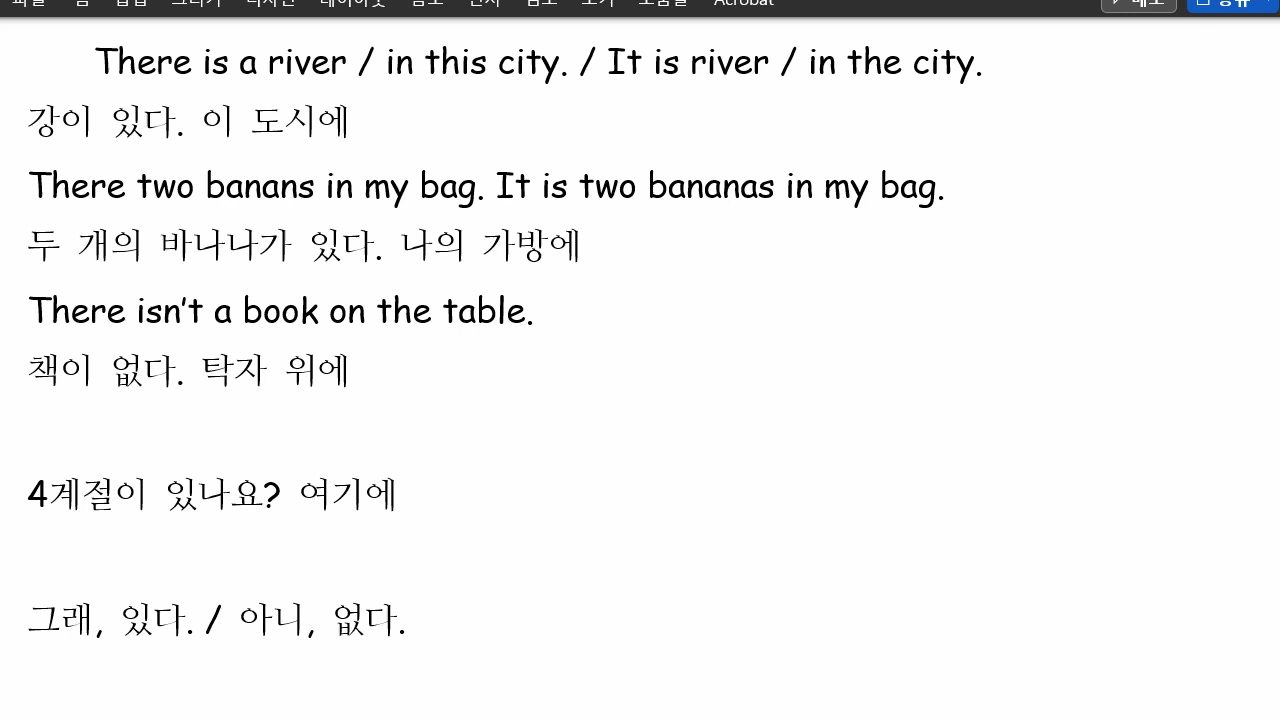 Acrobat
There is a river / in this city. / It is river / in the city.
강이 있다. 이 도시에
There two banans in my bag. It is two bananas in my bag.
두 개의 바나나가 있다. 나의 가방에
There isn't a book on the table.
책이 없다. 탁자 위에
4계절이 있나요? 여기에
그래, 있다. / 아니, 없다.